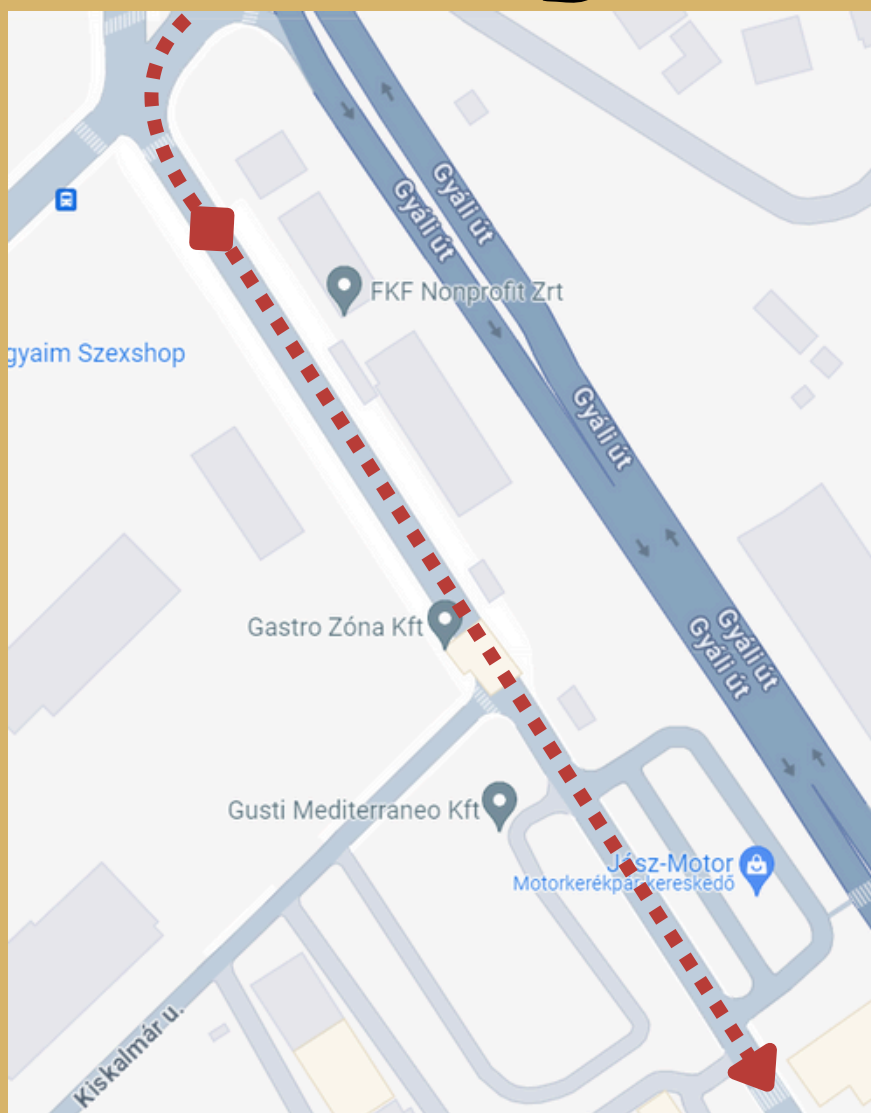 Gyáli út
Gyáli út
FKF Nonprofit Zrt
gyaim Szexshop
Gyáli út
Gastro Zóna Kft
Gyáli út
Gyáli út
Gusti Mediterraneo Kft
Jász-Motor
Motorkerékpár-kereskedő
Kiskalmár u.